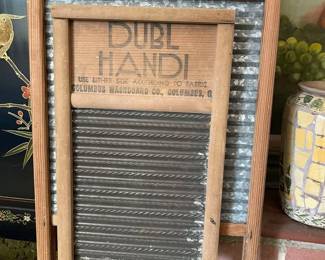 DUBL
HANDI
USE EITHER SIDE ACCORDING TO FABRIC
COLUMBUS WASHBOARD CO., COLUMBUS, O.